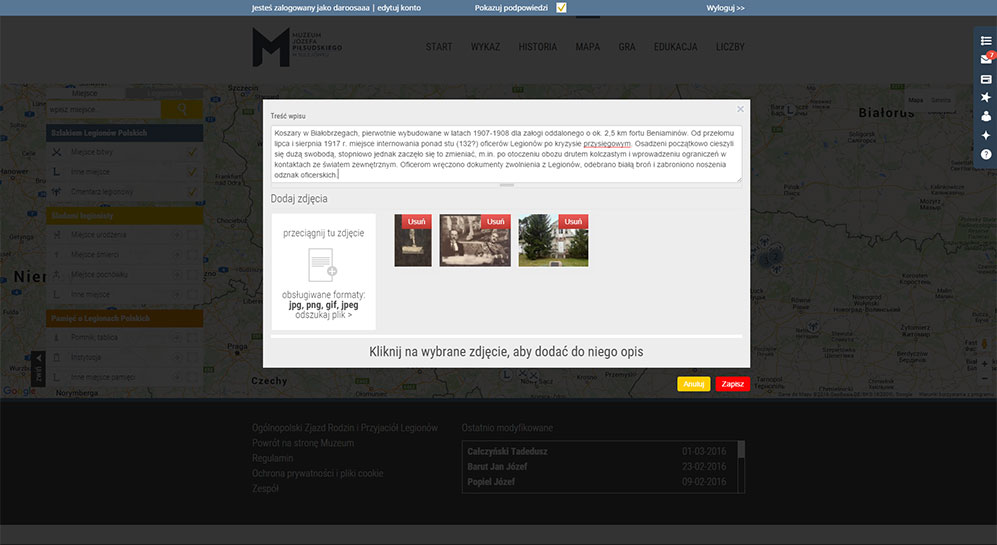 Jesteś zalogowany jako daroosaaa | edytuj konto
Pokazuj podpowiedzi
Wyloguj >>
MUZEUM
JÓZEFA
PIŁSUDSKIEGO
W SULEJÓWKU
START WYKAZ HISTORIA MAPA GRA EDUKACJA LICZBY
7
Szczecin
Miejsce
wpisz miejsce...
Mapa
Białoruś
Szlakiem Legionów Polskich
Miejsce bitwy
Inne miejsce
Cmentarz legionowy
Śladami legionisty
Miejsce urodzenia
Miejsce śmierci
Miejsce pochówku
Inne miejsce
Pamięć o Legionach Polskich
Pomnik, tablica
Instytucja
Inne miejsce pamięci
zwiń
Praga
Czechy
Norymberga
Google
Treść wpisu
Koszary w Białobrzegach, pierwotnie wybudowane w latach 1907-1908 dla załogi oddalonego o ok. 2,5 km fortu Beniaminów. Od przełomu
lipca i sierpnia 1917 r. miejsce internowania ponad stu (132?) oficerów Legionów po kryzysie przysięgowym. Osadzeni początkowo cieszyli
się dużą swobodą, stopniowo jednak zaczęło się to zmieniać, m.in. po otoczeniu obozu drutem kolczastym i wprowadzeniu ograniczeń w
kontaktach ze światem zewnętrznym. Oficerom wręczono dokumenty zwolnienia z Legionów, odebrano białą broń i zabroniono noszenia
odznak oficerskich.
Dodaj zdjęcia
przeciągnij tu zdjęcie
obsługiwane formaty:
jpg, png, gif, jpeg
odszukaj plik >
Usuń
Usuń
Usuń
Kliknij na wybrane zdjęcie, aby dodać do niego opis
Anuluj
Zapisz
Ogólnopolski Zjazd Rodzin i Przyjaciół Legionów
Powrót na stronę Muzeum
Regulamin
Ochrona prywatności i pliki cookie
Zespół
Ostatnio modyfikowane
Całczyński Tadedusz 01-03-2016
Barut Jan Józef 23-02-2016
Popiel Józef 09-02-2016